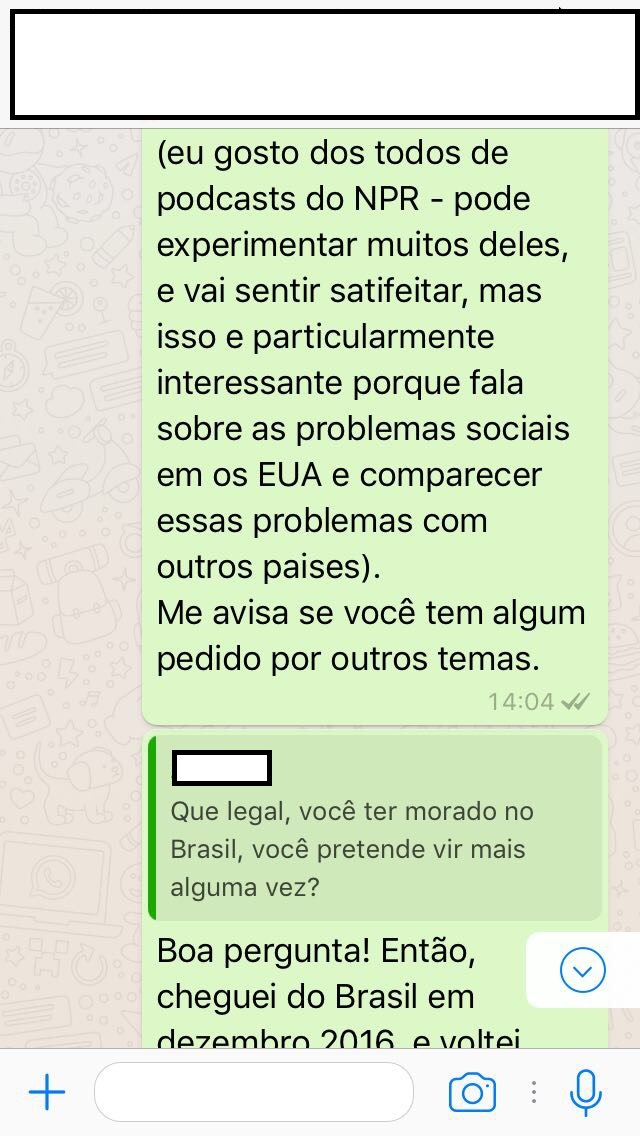 (eu gosto dos todos de
podcasts do NPR - pode
experimentar muitos deles,
e vai sentir satifeitar, mas
isso e particularmente
interessante porque fala
sobre as problemas sociais
em os EUA e comparecer
essas problemas com
outros paises).
Me avisa se você tem algum
pedido por outros temas.
14:04
Que legal, você ter morado no
Brasil, você pretende vir mais
alguma vez?
Boa pergunta! Então,
cheguei do Brasil em
dezembro 2016, e voltei